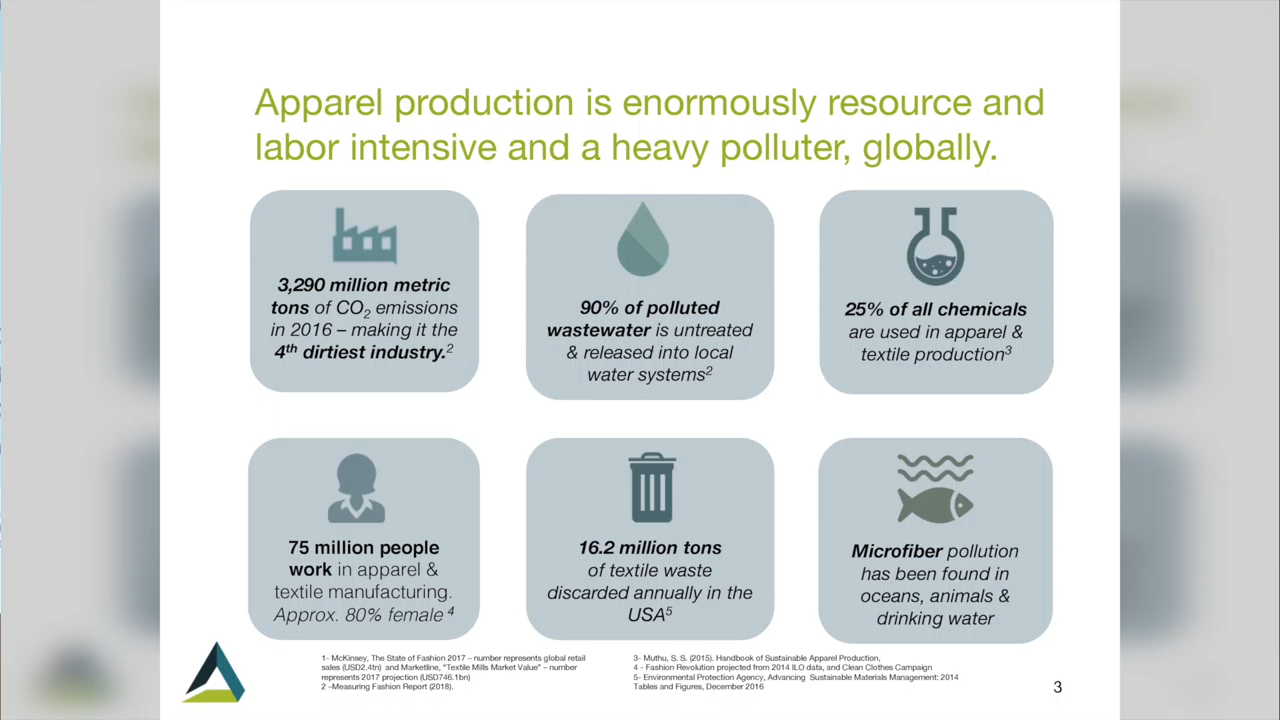 Apparel production is enormously resource and
labor intensive and a heavy polluter, globally.
3,290 million metric
tons of CO2 emissions
in 2016 – making it the
4th dirtiest industry.2
90% of polluted
wastewater is untreated
& released into local
water systems2
25% of all chemicals
are used in apparel &
textile production3
75 million people
work in apparel &
textile manufacturing.
Approx. 80% female 4
16.2 million tons
of textile waste
discarded annually in the
USA5
Microfiber pollution
has been found in
oceans, animals &
drinking water
1- McKinsey, The State of Fashion 2017 – number represents global retail
sales (USD2.4tn) and Marketline, “Textile Mills Market Value” – number
represents 2017 projection (USD746.1bn)
2 –Measuring Fashion Report (2018).
3- Muthu, S. S. (2015). Handbook of Sustainable Apparel Production,
4 - Fashion Revolution projected from 2014 ILO data, and Clean Clothes Campaign
5- Environmental Protection Agency, Advancing Sustainable Materials Management: 2014
Tables and Figures, December 2016
3